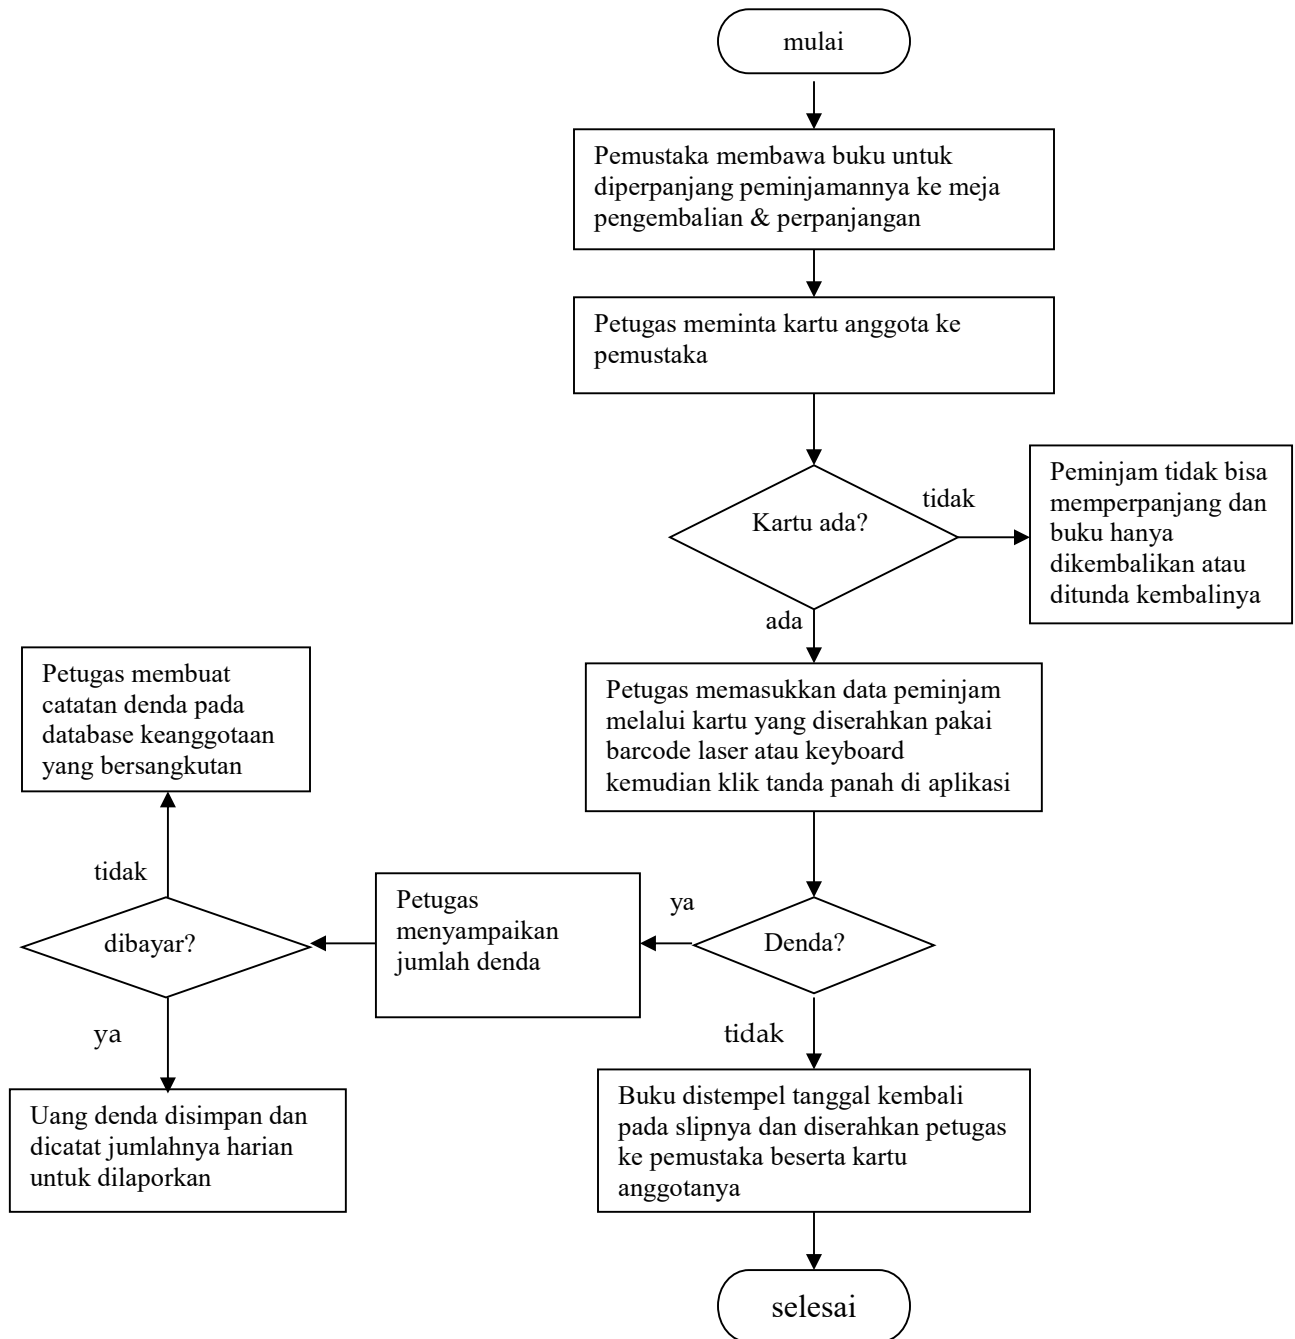 mulai
Pemustaka membawa buku untuk
diperpanjang peminjamannya ke meja
pengembalian & perpanjangan
Petugas meminta kartu anggota ke
pemustaka
Kartu ada?
tidak
Peminjam tidak bisa
memperpanjang dan
buku hanya
dikembalikan atau
ditunda kembalinya
ada
Petugas memasukkan data peminjam
melalui kartu yang diserahkan pakai
barcode laser atau keyboard
kemudian klik tanda panah di aplikasi
Denda?
ya
Petugas
menyampaikan
jumlah denda
dibayar?
tidak
Petugas membuat
catatan denda pada
database keanggotaan
yang bersangkutan
ya
Uang denda disimpan dan
dicatat jumlahnya harian
untuk dilaporkan
tidak
Buku distempel tanggal kembali
pada slipnya dan diserahkan petugas
ke pemustaka beserta kartu
anggotanya
selesai